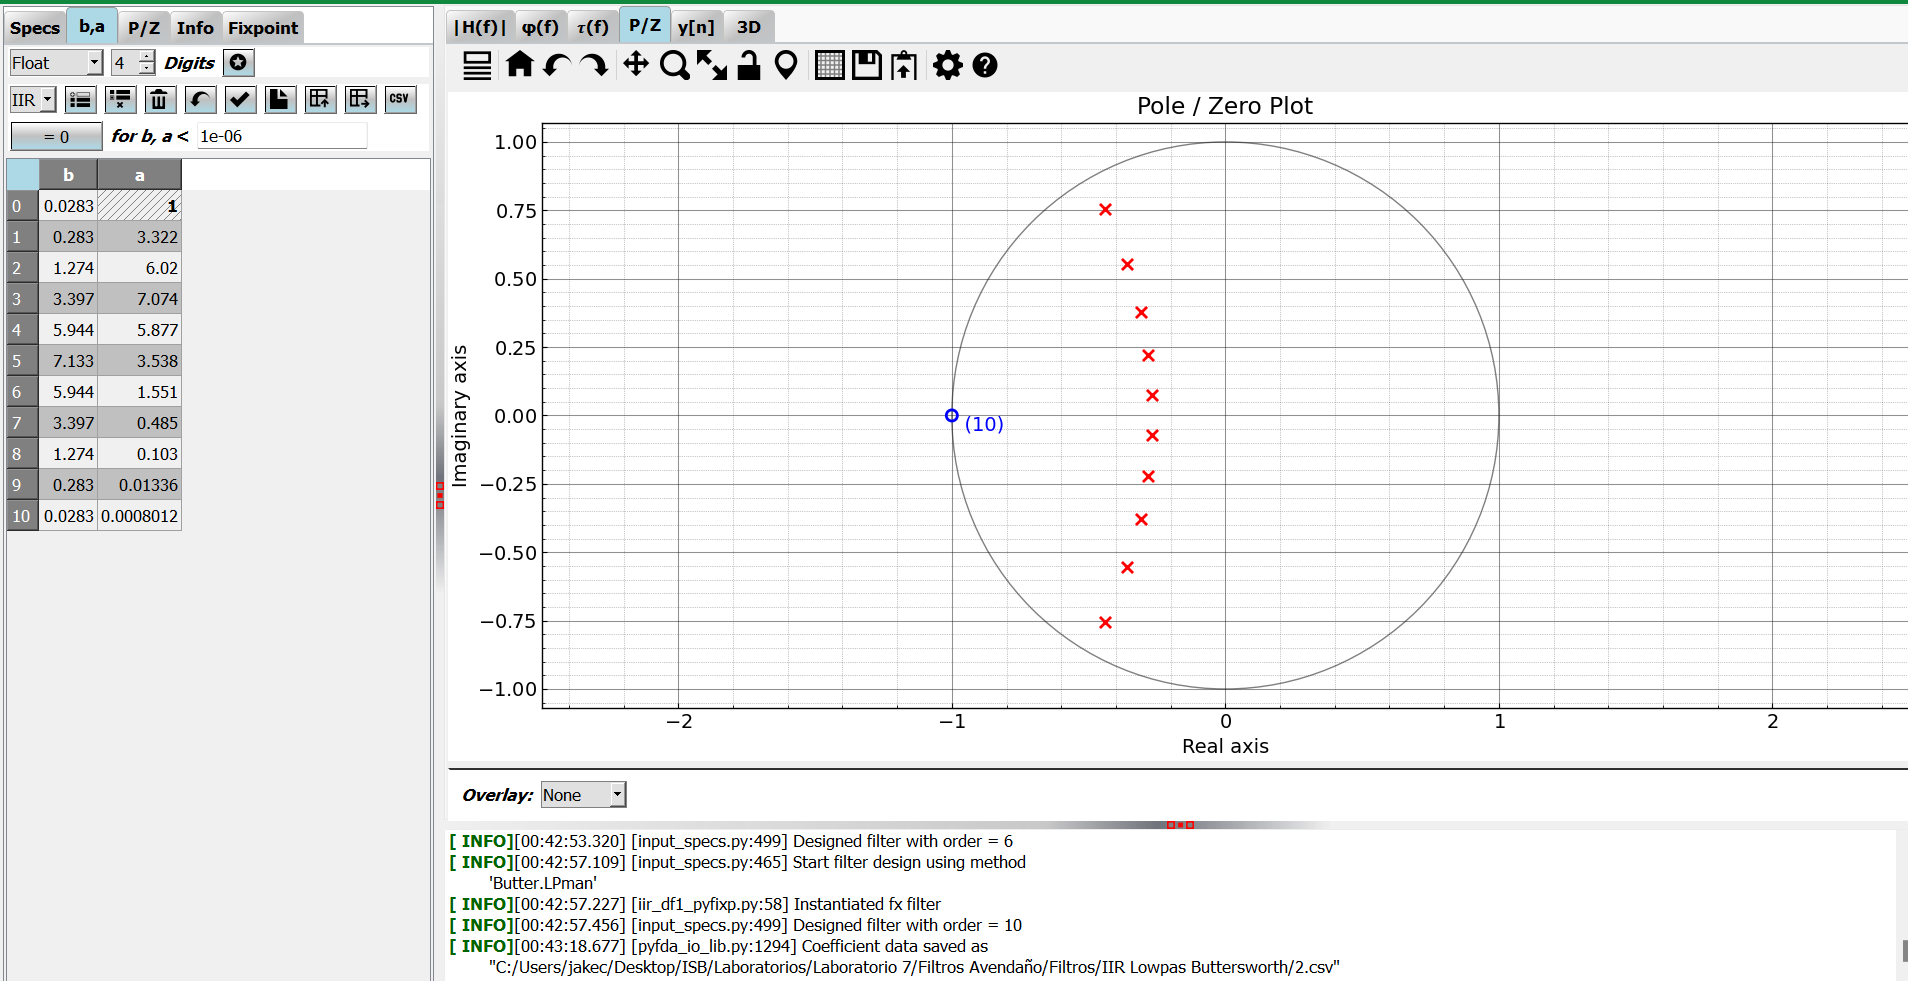 Specs b,a P/Z Info Fixpoint
Float 4 Digits
IIR CSV
= 0 for b, a < 1e-06
b a
0 0.0283 1
1 0.283 3.322
2 1.274 6.02
3 3.397 7.074
4 5.944 5.877
5 7.133 3.538
6 5.944 1.551
7 3.397 0.485
8 1.274 0.103
9 0.283 0.01336
10 0.0283 0.0008012
|H(f)| φ(f) τ(f) P/Z y[n] 3D
Pole / Zero Plot
1.00
0.75
0.50
0.25
0.00
−0.25
−0.50
−0.75
−1.00
Imaginary axis
(10)
−2 −1 0 1 2
Real axis
Overlay: None
[ INFO][00:42:53.320] [input_specs.py:499] Designed filter with order = 6
[ INFO][00:42:57.109] [input_specs.py:465] Start filter design using method
'Butter.LPman'
[ INFO][00:42:57.227] [iir_df1_pyfixp.py:58] Instantiated fx filter
[ INFO][00:42:57.456] [input_specs.py:499] Designed filter with order = 10
[ INFO][00:43:18.677] [pyfda_io_lib.py:1294] Coefficient data saved as
"C:/Users/jakec/Desktop/ISB/Laboratorios/Laboratorio 7/Filtros Avendaño/Filtros/IIR Lowpas Buttersworth/2.csv"